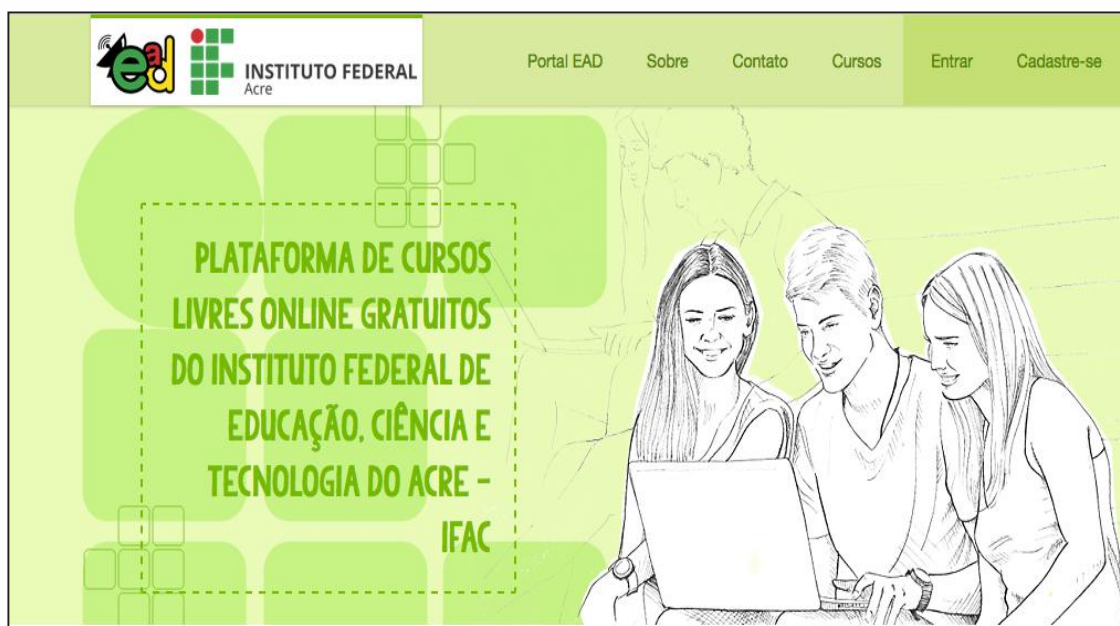 ead
INSTITUTO FEDERAL
Acre
Portal EAD Sobre Contato Cursos Entrar Cadastre-se
PLATAFORMA DE CURSOS
LIVRES ONLINE GRATUITOS
DO INSTITUTO FEDERAL DE
EDUCAÇÃO, CIÊNCIA E
TECNOLOGIA DO ACRE -
IFAC